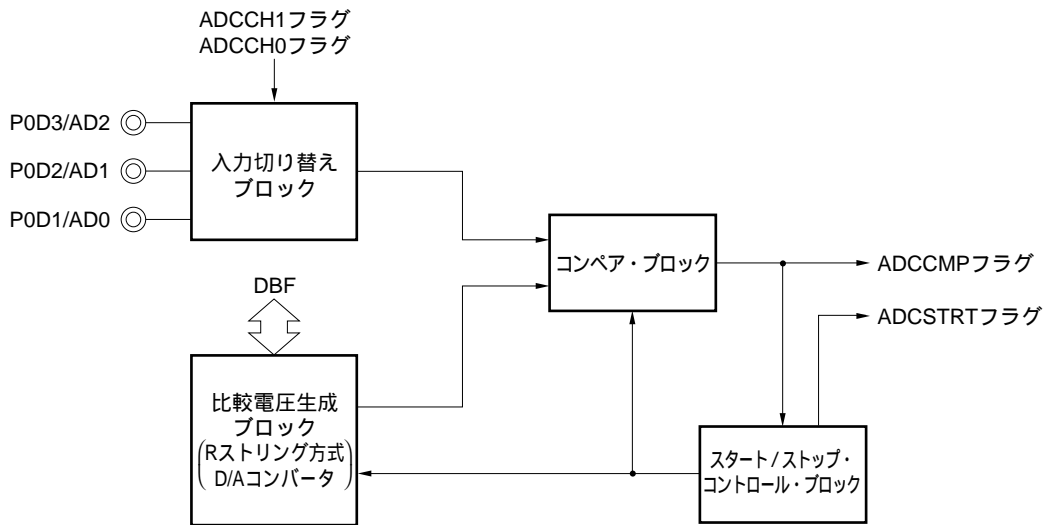 ADCCH1フラグ
ADCCH0フラグ
P0D3/AD2
P0D2/AD1
P0D1/AD0
入力切り替え
ブロック
コンペア・ブロック
ADCCMPフラグ
ADCSTRTフラグ
DBF
比較電圧生成
ブロック
(Rストリング方式
D/Aコンバータ)
スタート/ストップ・
コントロール・ブロック